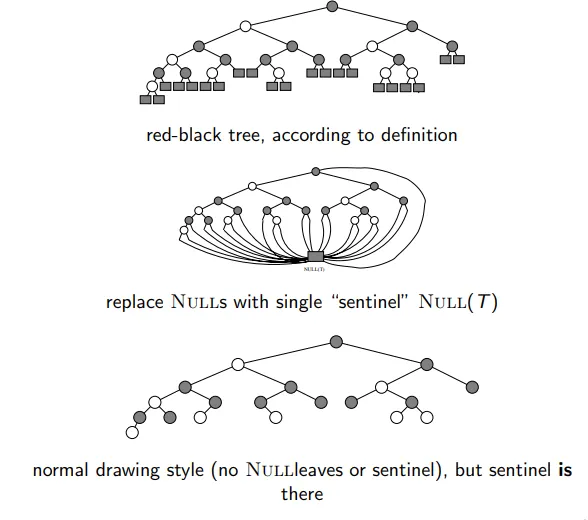 red-black tree, according to definition
NULL(T)
replace NULLs with single “sentinel” NULL(T)
normal drawing style (no NULLleaves or sentinel), but sentinel is
there